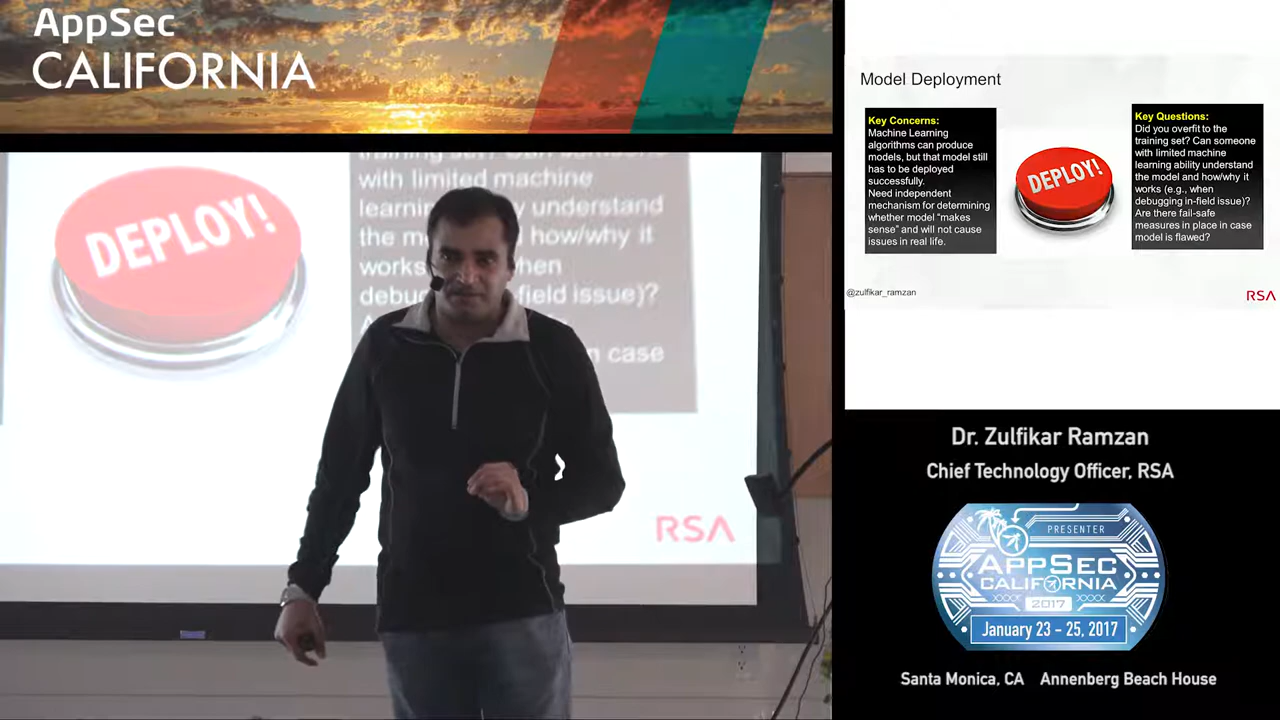 AppSec
CALIFORNIA
DEPLOY!
with limited machine
learning understand
the how/why it
works
field issue)?
case
RSA
Model Deployment
Key Concerns:
Machine Learning
algorithms can produce
models, but that model still
has to be deployed
successfully.
Need independent
mechanism for determining
whether model “makes
sense” and will not cause
issues in real life.
DEPLOY!
Key Questions:
Did you overfit to the
training set? Can someone
with limited machine
learning ability understand
the model and how/why it
works (e.g., when
debugging in-field issue)?
Are there fail-safe
measures in place in case
model is flawed?
@zulfikar_ramzan
RSA
Dr. Zulfikar Ramzan
Chief Technology Officer, RSA
PRESENTER
APPSEC
CALIFORNIA
2017
January 23 - 25, 2017
Santa Monica, CA Annenberg Beach House